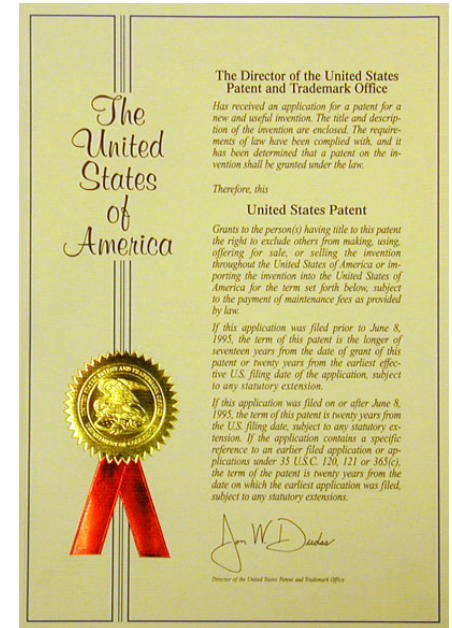 The
United
States
of
America
The Director of the United States
Patent and Trademark Office
Has received an application for a patent for a
new and useful invention. The title and descrip-
tion of the invention are enclosed. The require-
ments of law have been complied with, and it
has been determined that a patent on the in-
vention shall be granted under the law.
Therefore, this
United States Patent
Grants to the person(s) having title to this patent
the right to exclude others from making, using,
offering for sale, or selling the invention
throughout the United States of America or im-
porting the invention into the United States of
America for the term set forth below, subject
to the payment of maintenance fees as provided
by law.
If this application was filed prior to June 8,
1995, the term of this patent is the longer of
seventeen years from the date of grant of this
patent or twenty years from the earliest effec-
tive U.S. filing date of the application, subject
to any statutory extension.
If this application was filed on or after June 8,
1995, the term of this patent is twenty years from
the U.S. filing date, subject to any statutory ex-
tension. If the application contains a specific
reference to an earlier filed application or ap-
plications under 35 U.S.C. 120, 121 or 365(c),
the term of the patent is twenty years from the
date on which the earliest application was filed,
subject to any statutory extensions.
Jon W. Dudas
Director of the United States Patent and Trademark Office